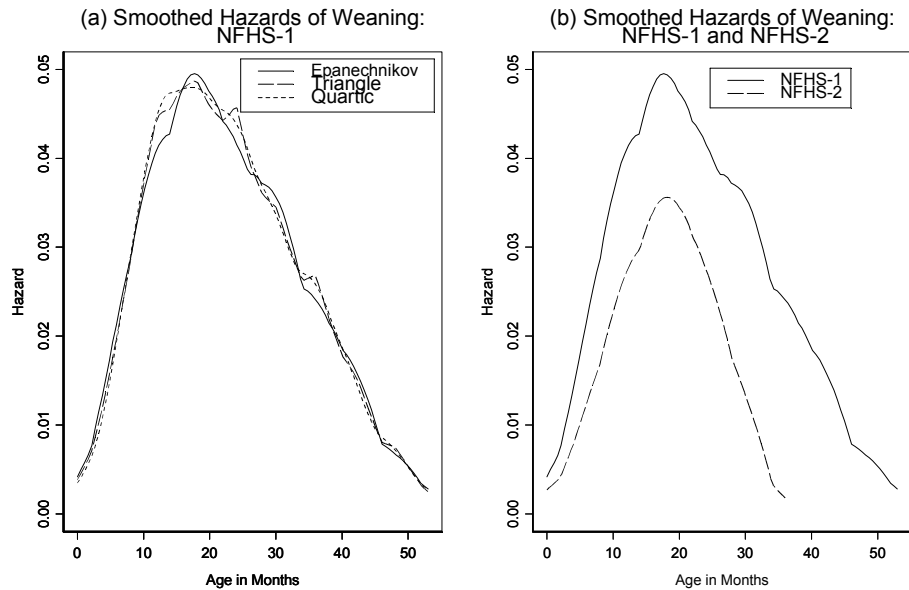 (a) Smoothed Hazards of Weaning:
NFHS-1
Epanechnikov
Triangle
Quartic
0.05
0.04
0.03
0.02
0.01
0.00
Hazard
0 10 20 30 40 50
Age in Months
(b) Smoothed Hazards of Weaning:
NFHS-1 and NFHS-2
NFHS-1
NFHS-2
0.05
0.04
0.03
0.02
0.01
0.00
Hazard
0 10 20 30 40 50
Age in Months